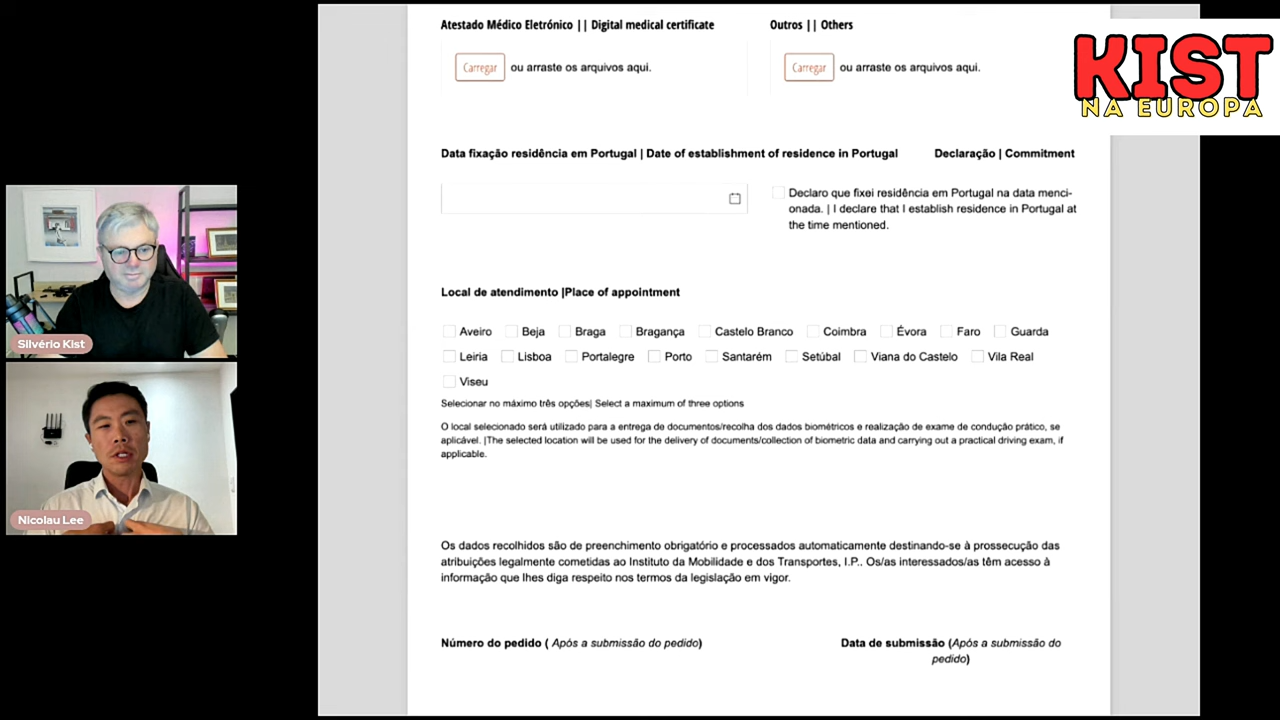 Atestado Médico Eletrónico || Digital medical certificate
Outros || Others
Carregar ou arraste os arquivos aqui.
Carregar ou arraste os arquivos aqui.
KIST
NA EUROPA
Data fixação residência em Portugal | Date of establishment of residence in Portugal
Declaração | Commitment
Declaro que fixei residência em Portugal na data menci-
onada. | I declare that I establish residence in Portugal at
the time mentioned.
Silvério Kist
Local de atendimento |Place of appointment
Aveiro Beja Braga Bragança Castelo Branco Coimbra Évora Faro Guarda
Leiria Lisboa Portalegre Porto Santarém Setúbal Viana do Castelo Vila Real
Viseu
Selecionar no máximo três opções| Select a maximum of three options
O local selecionado será utilizado para a entrega de documentos/recolha dos dados biométricos e realização de exame de condução prático, se
aplicável. |The selected location will be used for the delivery of documents/collection of biometric data and carrying out a practical driving exam, if
applicable.
Nicolau Lee
Os dados recolhidos são de preenchimento obrigatório e processados automaticamente destinando-se à prossecução das
atribuições legalmente cometidas ao Instituto da Mobilidade e dos Transportes, I.P.. Os/as interessados/as têm acesso à
informação que lhes diga respeito nos termos da legislação em vigor.
Número do pedido ( Após a submissão do pedido)
Data de submissão (Após a submissão do
pedido)